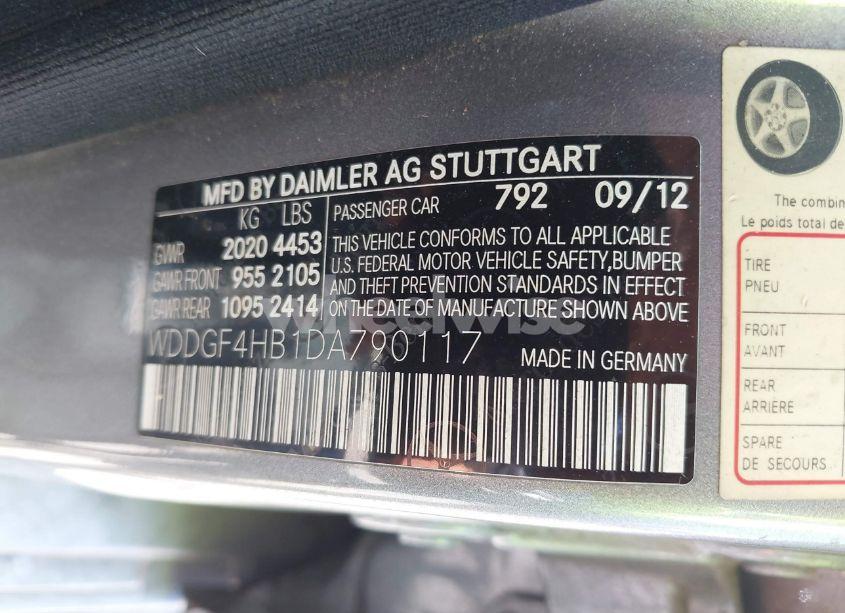 MFD BY DAIMLER AG STUTTGART
KG LBS
GVWR 2020 4453
GAWR FRONT 955 2105
GAWR REAR 1095 2414
PASSENGER CAR 792 09/12
THIS VEHICLE CONFORMS TO ALL APPLICABLE
U.S. FEDERAL MOTOR VEHICLE SAFETY,BUMPER
AND THEFT PREVENTION STANDARDS IN EFFECT
ON THE DATE OF MANUFACTURE SHOWN ABOVE
wheelwise
WDDGF4HB1DA790117
MADE IN GERMANY
The combin
Le poids total de
TIRE
PNEU
FRONT
AVANT
REAR
ARRIERE
SPARE
DE SECOURS